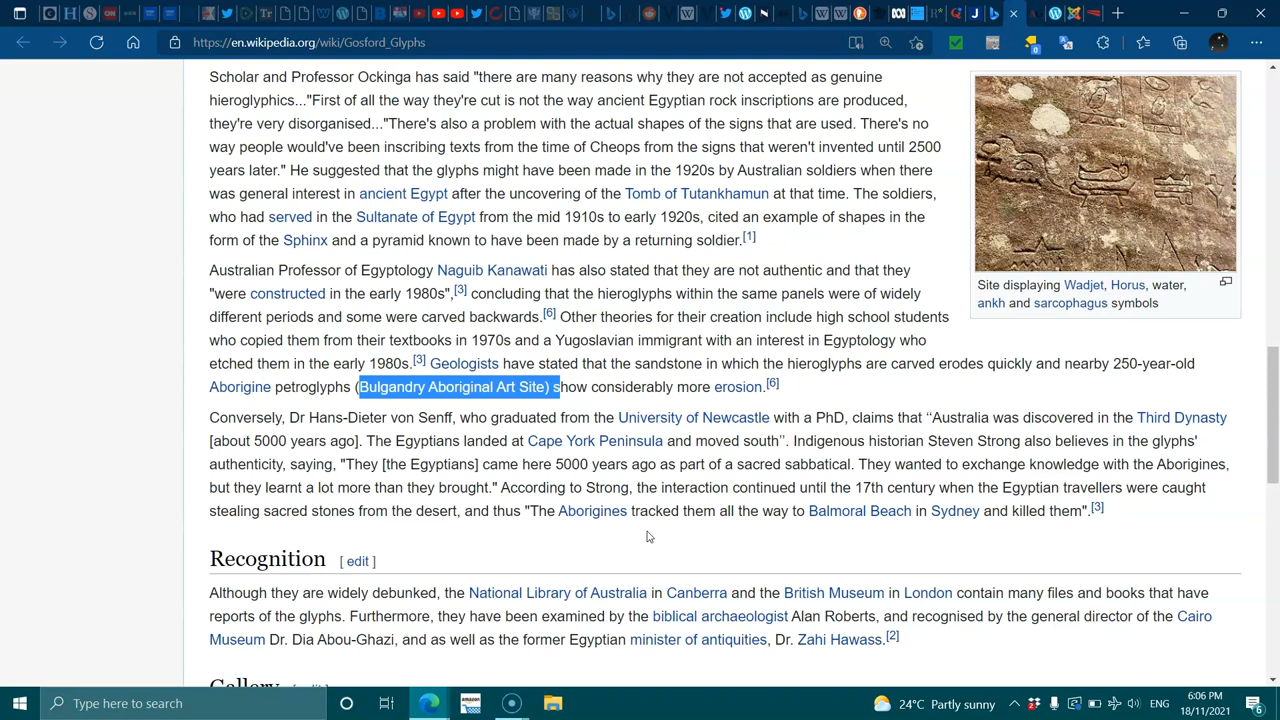 https://en.wikipedia.org/wiki/Gosford_Glyphs
Scholar and Professor Ockinga has said "there are many reasons why they are not accepted as genuine
hieroglyphics..."First of all the way they're cut is not the way ancient Egyptian rock inscriptions are produced,
they're very disorganised..."There's also a problem with the actual shapes of the signs that are used. There's no
way people would've been inscribing texts from the time of Cheops from the signs that weren't invented until 2500
years later." He suggested that the glyphs might have been made in the 1920s by Australian soldiers when there
was general interest in ancient Egypt after the uncovering of the Tomb of Tutankhamun at that time. The soldiers,
who had served in the Sultanate of Egypt from the mid 1910s to early 1920s, cited an example of shapes in the
form of the Sphinx and a pyramid known to have been made by a returning soldier.[1]
Site displaying Wadjet, Horus, water,
ankh and sarcophagus symbols
Australian Professor of Egyptology Naguib Kanawati has also stated that they are not authentic and that they
"were constructed in the early 1980s",[3] concluding that the hieroglyphs within the same panels were of widely
different periods and some were carved backwards.[6] Other theories for their creation include high school students
who copied them from their textbooks in 1970s and a Yugoslavian immigrant with an interest in Egyptology who
etched them in the early 1980s.[3] Geologists have stated that the sandstone in which the hieroglyphs are carved erodes quickly and nearby 250-year-old
Aborigine petroglyphs (Bulgandry Aboriginal Art Site) show considerably more erosion.[6]
Conversely, Dr Hans-Dieter von Senff, who graduated from the University of Newcastle with a PhD, claims that “Australia was discovered in the Third Dynasty
[about 5000 years ago]. The Egyptians landed at Cape York Peninsula and moved south”. Indigenous historian Steven Strong also believes in the glyphs'
authenticity, saying, "They [the Egyptians] came here 5000 years ago as part of a sacred sabbatical. They wanted to exchange knowledge with the Aborigines,
but they learnt a lot more than they brought." According to Strong, the interaction continued until the 17th century when the Egyptian travellers were caught
stealing sacred stones from the desert, and thus "The Aborigines tracked them all the way to Balmoral Beach in Sydney and killed them".[3]
Recognition [ edit ]
Although they are widely debunked, the National Library of Australia in Canberra and the British Museum in London contain many files and books that have
reports of the glyphs. Furthermore, they have been examined by the biblical archaeologist Alan Roberts, and recognised by the general director of the Cairo
Museum Dr. Dia Abou-Ghazi, and as well as the former Egyptian minister of antiquities, Dr. Zahi Hawass.[2]
Gallery [ edit ]
Type here to search
24°C Partly sunny
ENG
6:06 PM
18/11/2021